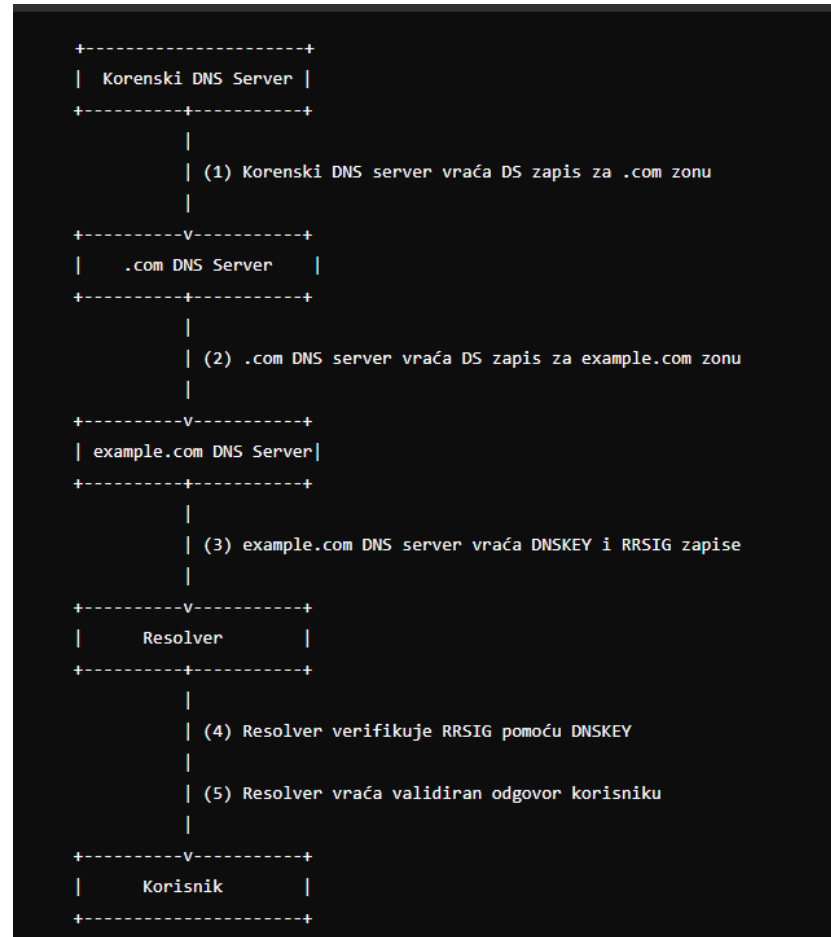 +-----------------------+
|  Korenski DNS Server |
+----------+-----------+
|
| (1) Korenski DNS server vraća DS zapis za .com zonu
|
+----------v-----------+
|    .com DNS Server    |
+----------+-----------+
|
| (2) .com DNS server vraća DS zapis za example.com zonu
|
+----------v-----------+
| example.com DNS Server|
+----------+-----------+
|
| (3) example.com DNS server vraća DNSKEY i RRSIG zapise
|
+----------v-----------+
|      Resolver        |
+----------+-----------+
|
| (4) Resolver verifikuje RRSIG pomoću DNSKEY
|
| (5) Resolver vraća validiran odgovor korisniku
|
+----------v-----------+
|      Korisnik        |
+----------------------+